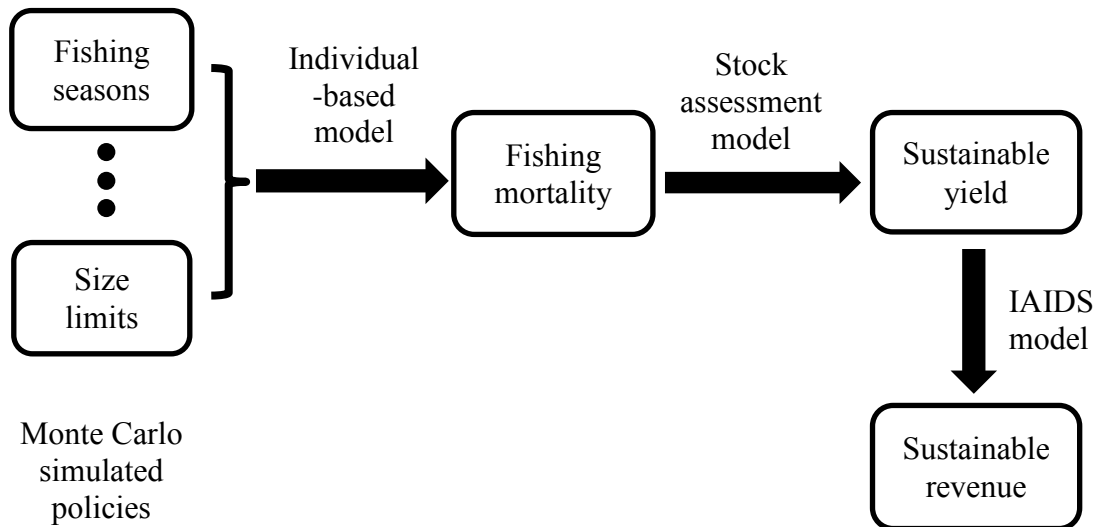 Fishing
seasons
Size
limits
Monte Carlo
simulated
policies
Individual
-based
model
Fishing
mortality
Stock
assessment
model
Sustainable
yield
IAIDS
model
Sustainable
revenue